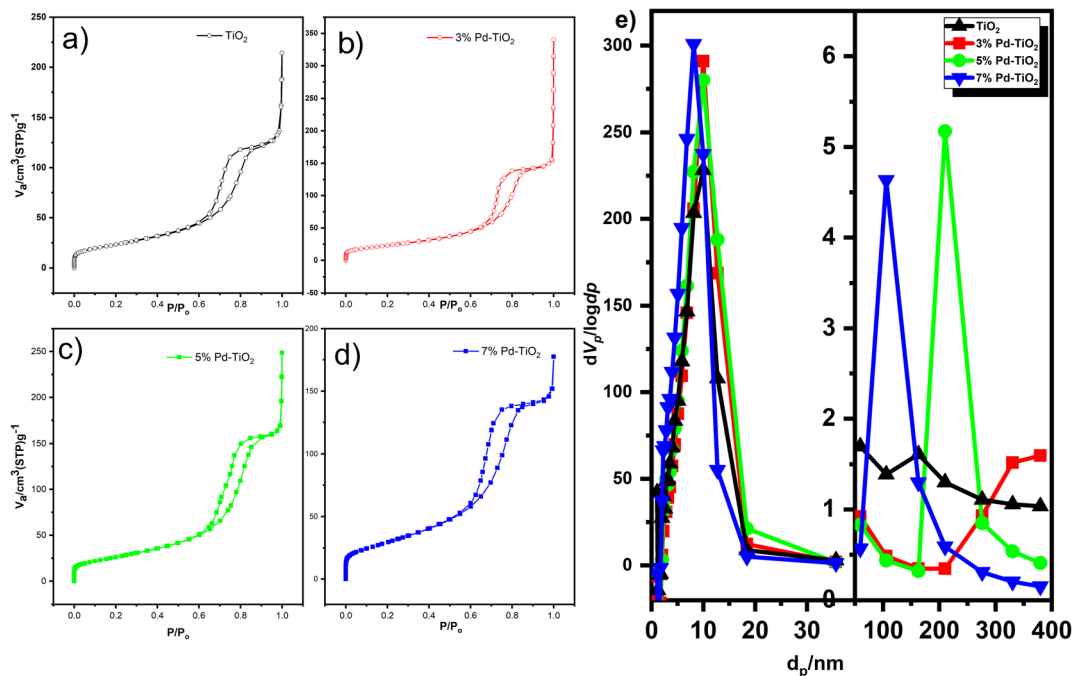 a)
TiO2
Va/cm3(STP)g-1
250
200
150
100
50
0
0.0 0.2 0.4 0.6 0.8 1.0
P/Po
b)
3% Pd-TiO2
350
300
250
200
150
100
50
0
-50
0.0 0.2 0.4 0.6 0.8 1.0
P/Po
c)
5% Pd-TiO2
Va/cm3(STP)g-1
250
200
150
100
50
0
0.0 0.2 0.4 0.6 0.8 1.0
P/Po
d)
7% Pd-TiO2
200
150
100
50
0
0.0 0.2 0.4 0.6 0.8 1.0
P/Po
e)
TiO2
3% Pd-TiO2
5% Pd-TiO2
7% Pd-TiO2
dVp/logdp
300
250
200
150
100
50
0
6
5
4
3
2
1
0
0 10 20 30 100 200 300 400
dp/nm